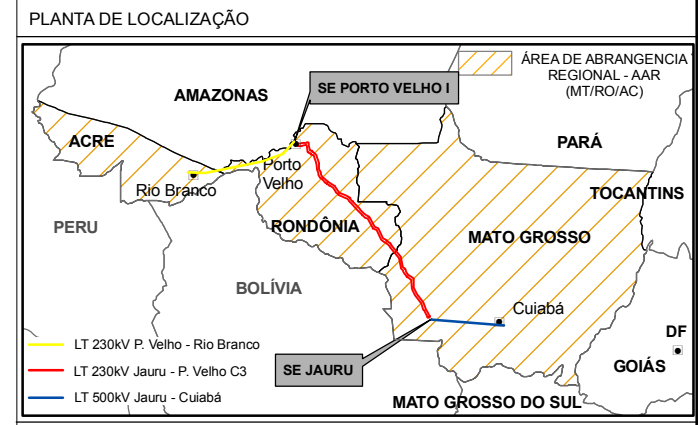 PLANTA DE LOCALIZAÇÃO
ÁREA DE ABRANGENCIA
REGIONAL - AAR
(MT/RO/AC)
SE PORTO VELHO I
AMAZONAS
ACRE
PARÁ
Porto
Velho
Rio Branco
TOCANTINS
PERU
RONDÔNIA
MATO GROSSO
BOLÍVIA
Cuiabá
DF
LT 230kV P. Velho - Rio Branco
LT 230kV Jauru - P. Velho C3
SE JAURU
GOIÁS
LT 500kV Jauru - Cuiabá
MATO GROSSO DO SUL